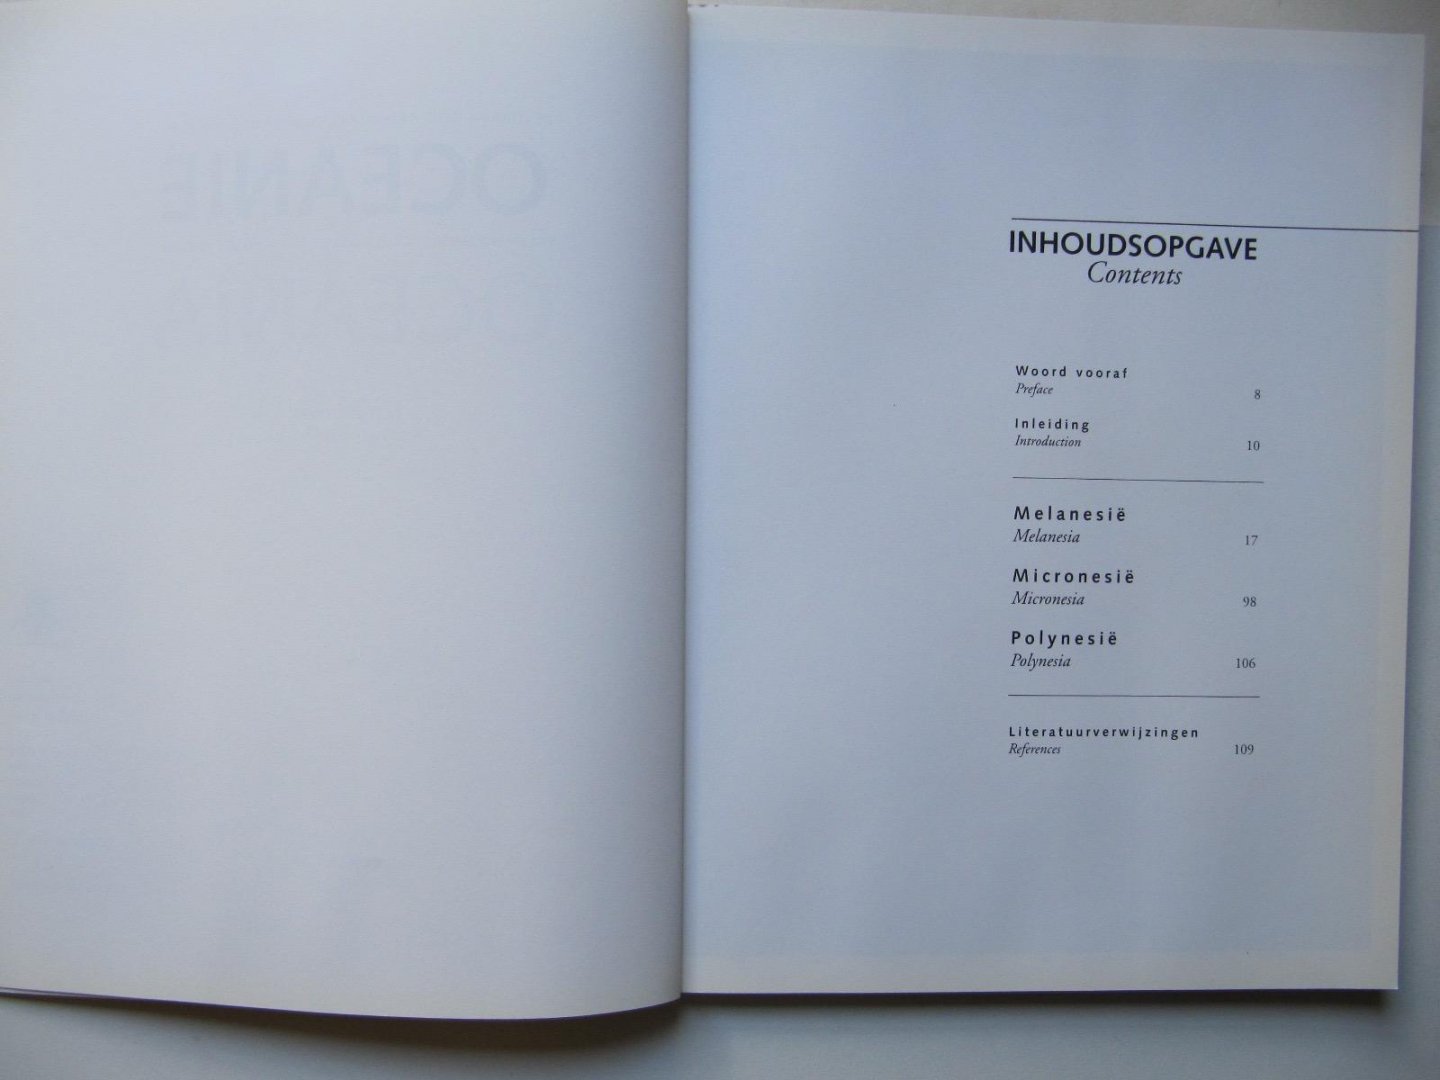 OCEANIË
INHOUDSOPGAVE
Contents
Woord vooraf
Preface 8
Inleiding
Introduction 10
Melanesië
Melanesia 17
Micronesië
Micronesia 98
Polynesië
Polynesia 106
Literatuurverwijzingen
References 109